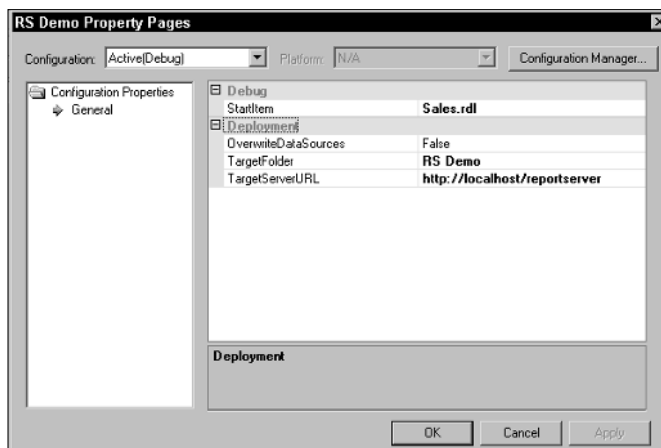 RS Demo Property Pages
Configuration: Active(Debug) Platform: N/A Configuration Manager...
Configuration Properties
General
Debug
StartItem Sales.rdl
Deployment
OverwriteDataSources False
TargetFolder RS Demo
TargetServerURL http://localhost/reportserver
Deployment
OK Cancel Apply